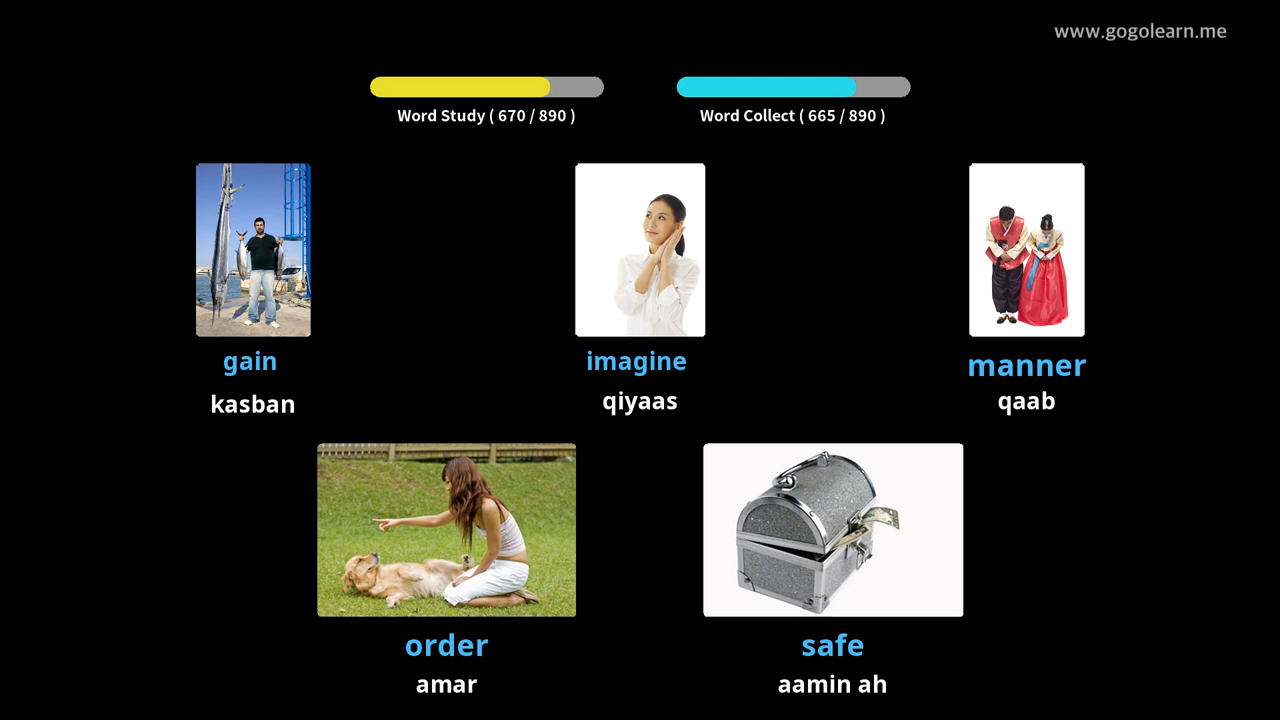 www.gogolearn.me
Word Study ( 670 / 890 )
Word Collect ( 665 / 890 )
gain
kasban
imagine
qiyaas
manner
qaab
order
amar
safe
aamin ah